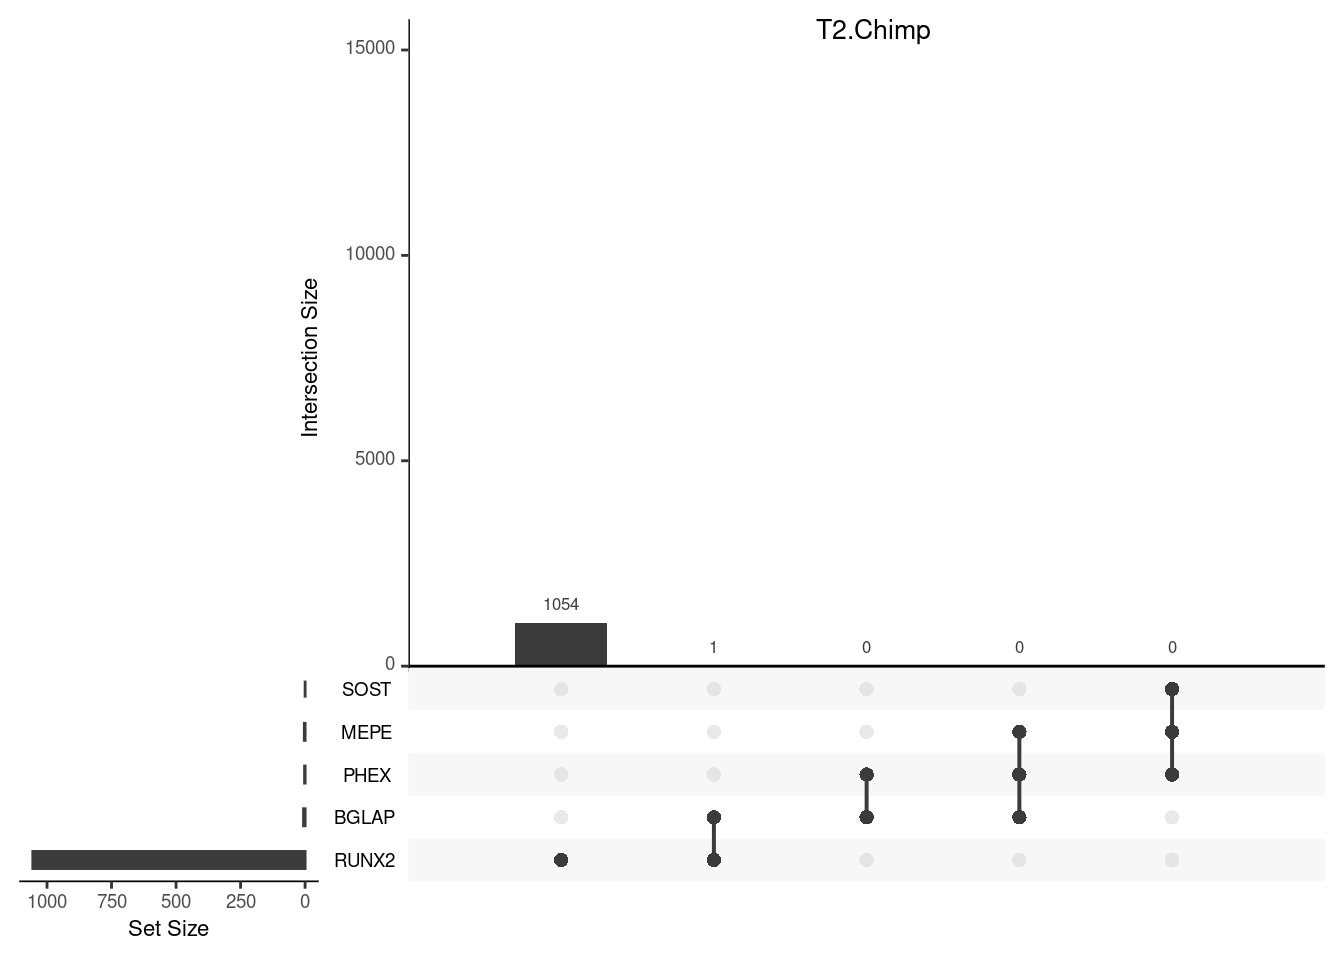 T2.Chimp
15000
10000
5000
0
Intersection Size
1054
1
0
0
0
SOST
MEPE
PHEX
BGLAP
RUNX2
1000 750 500 250 0
Set Size